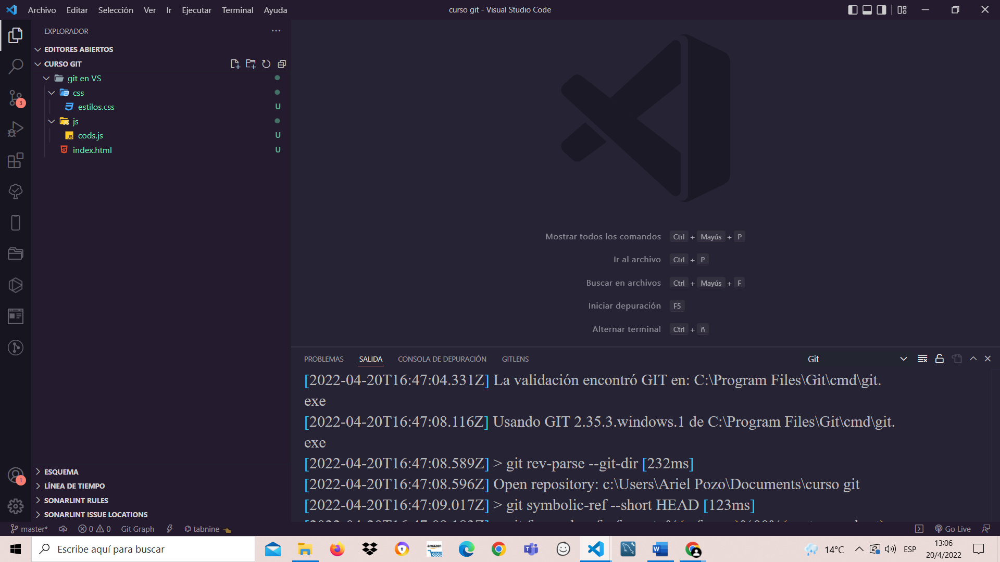 Archivo Editar Selección Ver Ir Ejecutar Terminal Ayuda
curso git - Visual Studio Code
EXPLORADOR
EDITORES ABIERTOS
CURSO GIT
git en VS
css
estilos.css U
js
cods.js U
index.html U
3
1
ESQUEMA
LÍNEA DE TIEMPO
SONARLINT RULES
SONARLINT ISSUE LOCATIONS
Mostrar todos los comandos Ctrl + Mayús + P
Ir al archivo Ctrl + P
Buscar en archivos Ctrl + Mayús + F
Iniciar depuración F5
Alternar terminal Ctrl + ñ
PROBLEMAS SALIDA CONSOLA DE DEPURACIÓN GITLENS
Git
[2022-04-20T16:47:04.331Z] La validación encontró GIT en: C:\Program Files\Git\cmd\git.
exe
[2022-04-20T16:47:08.116Z] Usando GIT 2.35.3.windows.1 de C:\Program Files\Git\cmd\git.
exe
[2022-04-20T16:47:08.589Z] > git rev-parse --git-dir [232ms]
[2022-04-20T16:47:08.596Z] Open repository: c:\Users\Ariel Pozo\Documents\curso git
[2022-04-20T16:47:09.017Z] > git symbolic-ref --short HEAD [123ms]
master* 0 0 Git Graph tabnine
Go Live
Escribe aquí para buscar
amazon
14°C
ESP
13:06
20/4/2022